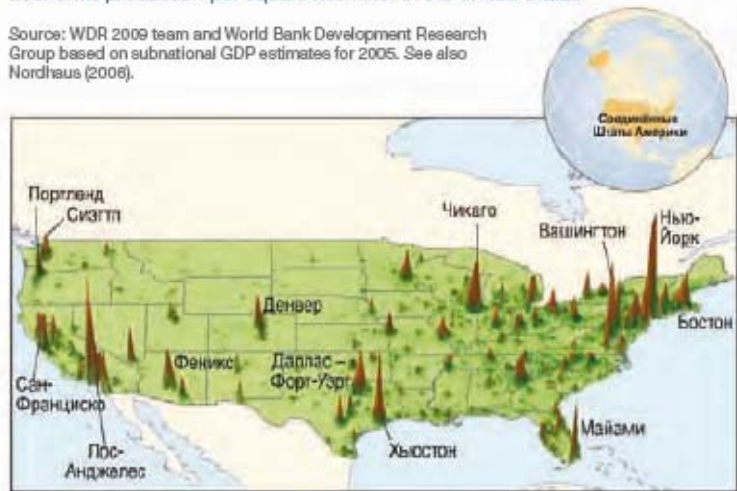 Source: WDR 2009 team and World Bank Development Research
Group based on subnational GDP estimates for 2005. See also
Nordhaus (2006).
Соединённые
Штаты Америки
Портленд
Сиэтл
Чикаго
Вашингтон
Нью-
Йорк
Бостон
Денвер
Феникс
Даллас –
Форт-Уэрт
Сан-
Франциско
Лос-
Анджелес
Хьюстон
Майами